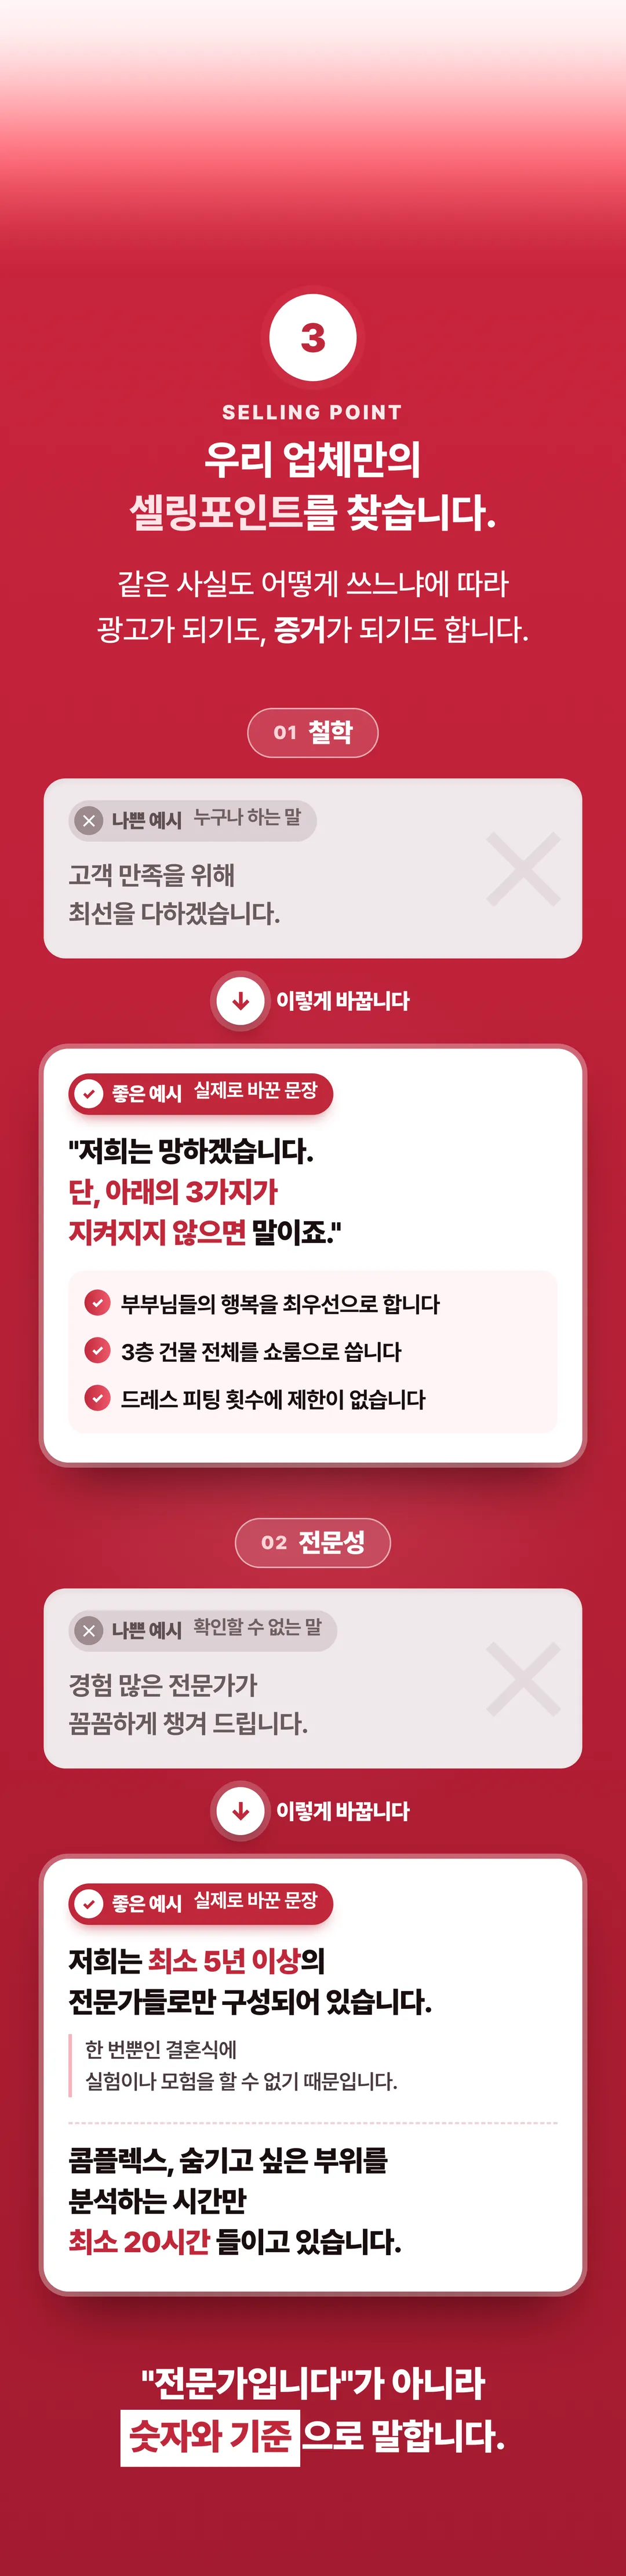 3
SELLING POINT
우리 업체만의
셀링포인트를 찾습니다.
같은 사실도 어떻게 쓰느냐에 따라
광고가 되기도, 증거가 되기도 합니다.
01 철학
나쁜 예시 누구나 하는 말
고객 만족을 위해
최선을 다하겠습니다.
이렇게 바꿉니다
좋은 예시 실제로 바꾼 문장
"저희는 망하겠습니다.
단, 아래의 3가지가
지켜지지 않으면 말이죠."
부부님들의 행복을 최우선으로 합니다
3층 건물 전체를 쇼룸으로 씁니다
드레스 피팅 횟수에 제한이 없습니다
02 전문성
나쁜 예시 확인할 수 없는 말
경험 많은 전문가가
꼼꼼하게 챙겨 드립니다.
이렇게 바꿉니다
좋은 예시 실제로 바꾼 문장
저희는 최소 5년 이상의
전문가들로만 구성되어 있습니다.
한 번뿐인 결혼식에
실험이나 모험을 할 수 없기 때문입니다.
콤플렉스, 숨기고 싶은 부위를
분석하는 시간만
최소 20시간 들이고 있습니다.
"전문가입니다"가 아니라
숫자와 기준으로 말합니다.